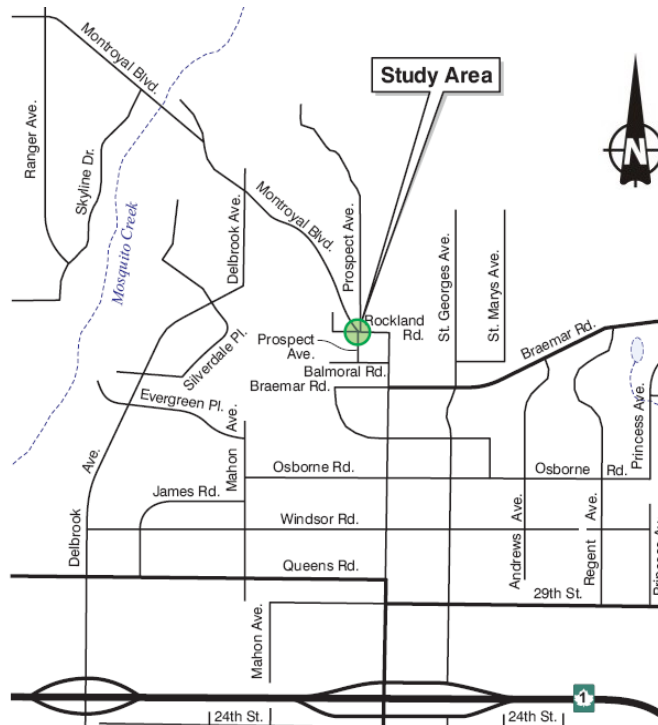 Montroyal Blvd.
Study Area
Ranger Ave.
Skyline Dr.
N
Mosquito Creek
Delbrook Ave.
Montroyal Blvd.
Prospect Ave.
St. Georges Ave.
St. Marys Ave.
Rockland
Rd.
Prospect
Ave.
Braemar Rd.
Silverdale Pl.
Balmoral Rd.
Braemar Rd.
Evergreen Pl.
Princess Ave.
Mahon Ave.
Osborne Rd.
Osborne Rd.
Delbrook Ave.
James Rd.
Windsor Rd.
Andrews Ave.
Regent Ave.
Queens Rd.
29th St.
Princess Ave.
Mahon Ave.
1
24th St.
24th St.